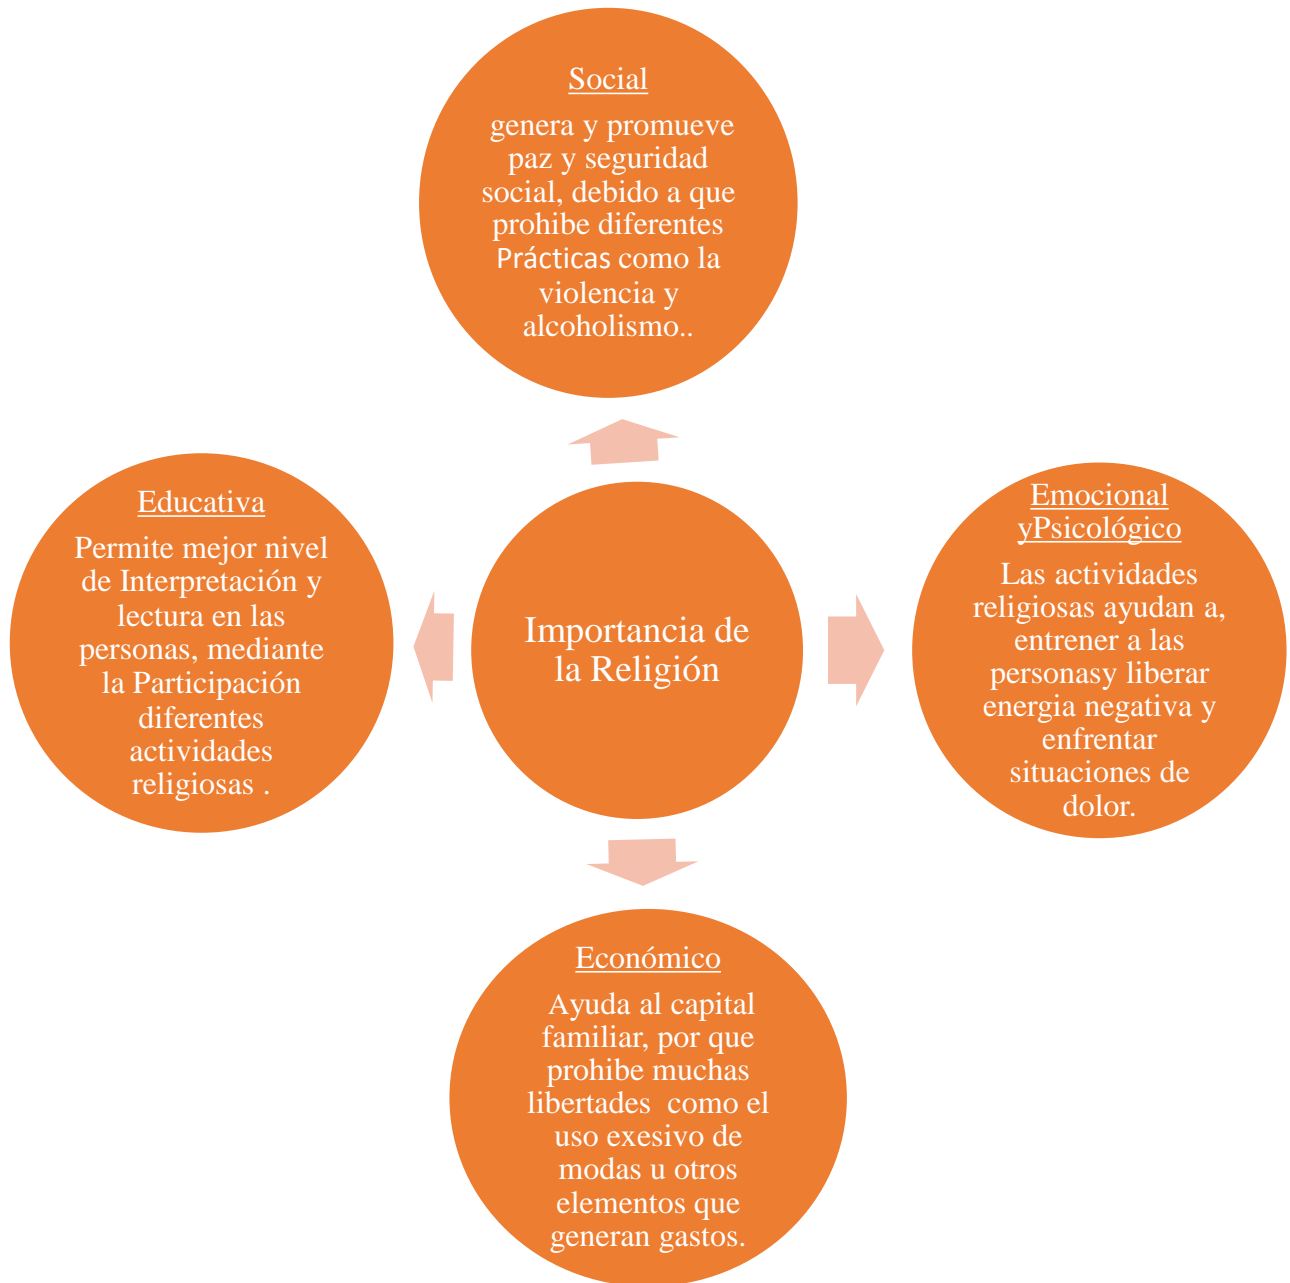 Social
genera y promueve
paz y seguridad
social, debido a que
prohibe diferentes
Prácticas como la
violencia y
alcoholismo..
Educativa
Permite mejor nivel
de Interpretación y
lectura en las
personas, mediante
la Participación
diferentes
actividades
religiosas .
Importancia de
la Religión
Emocional
yPsicológico
Las actividades
religiosas ayudan a,
entrener a las
personasy liberar
energia negativa y
enfrentar
situaciones de
dolor.
Económico
Ayuda al capital
familiar, por que
prohibe muchas
libertades  como el
uso exesivo de
modas u otros
elementos que
generan gastos.